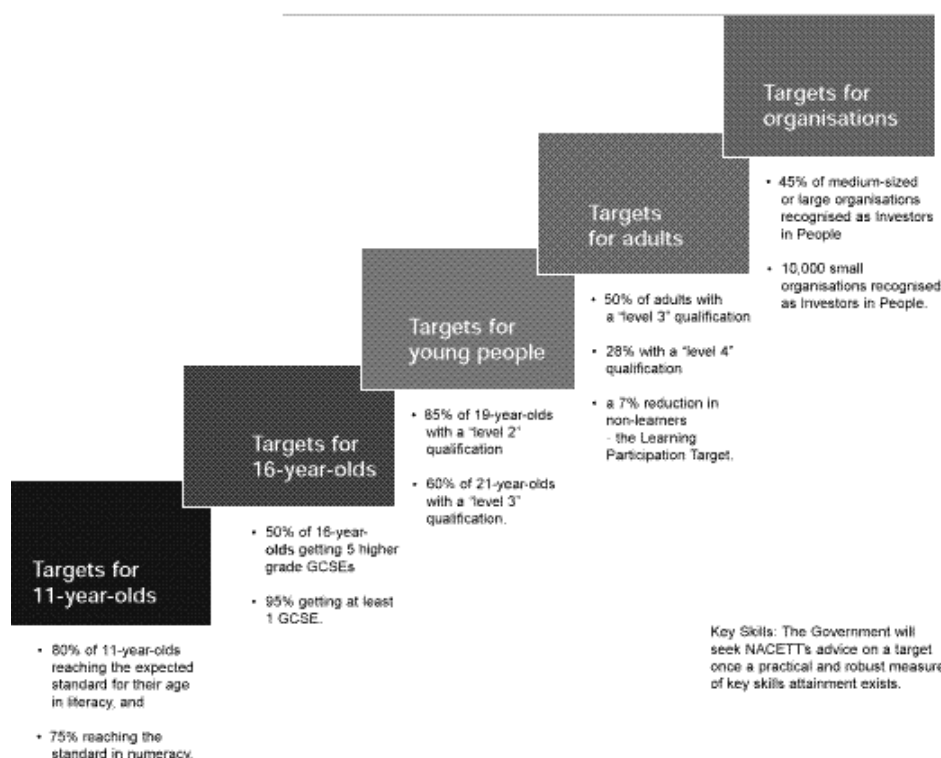 Targets for
organisations
• 45% of medium-sized
or large organisations
recognised as Investors
in People
• 10,000 small
organisations recognised
as Investors in People.
Targets
for adults
• 50% of adults with
a "level 3" qualification
• 28% with a "level 4"
qualification
• a 7% reduction in
non-learners
- the Learning
Participation Target.
Targets for
young people
• 85% of 19-year-olds
with a "level 2"
qualification
• 60% of 21-year-olds
with a "level 3"
qualification.
Targets for
16-year-olds
• 50% of 16-year-
olds getting 5 higher
grade GCSEs
• 95% getting at least
1 GCSE.
Targets for
11-year-olds
• 80% of 11-year-olds
reaching the expected
standard for their age
in literacy, and
• 75% reaching the
standard in numeracy.
Key Skills: The Government will
seek NACETT's advice on a target
once a practical and robust measure
of key skills attainment exists.